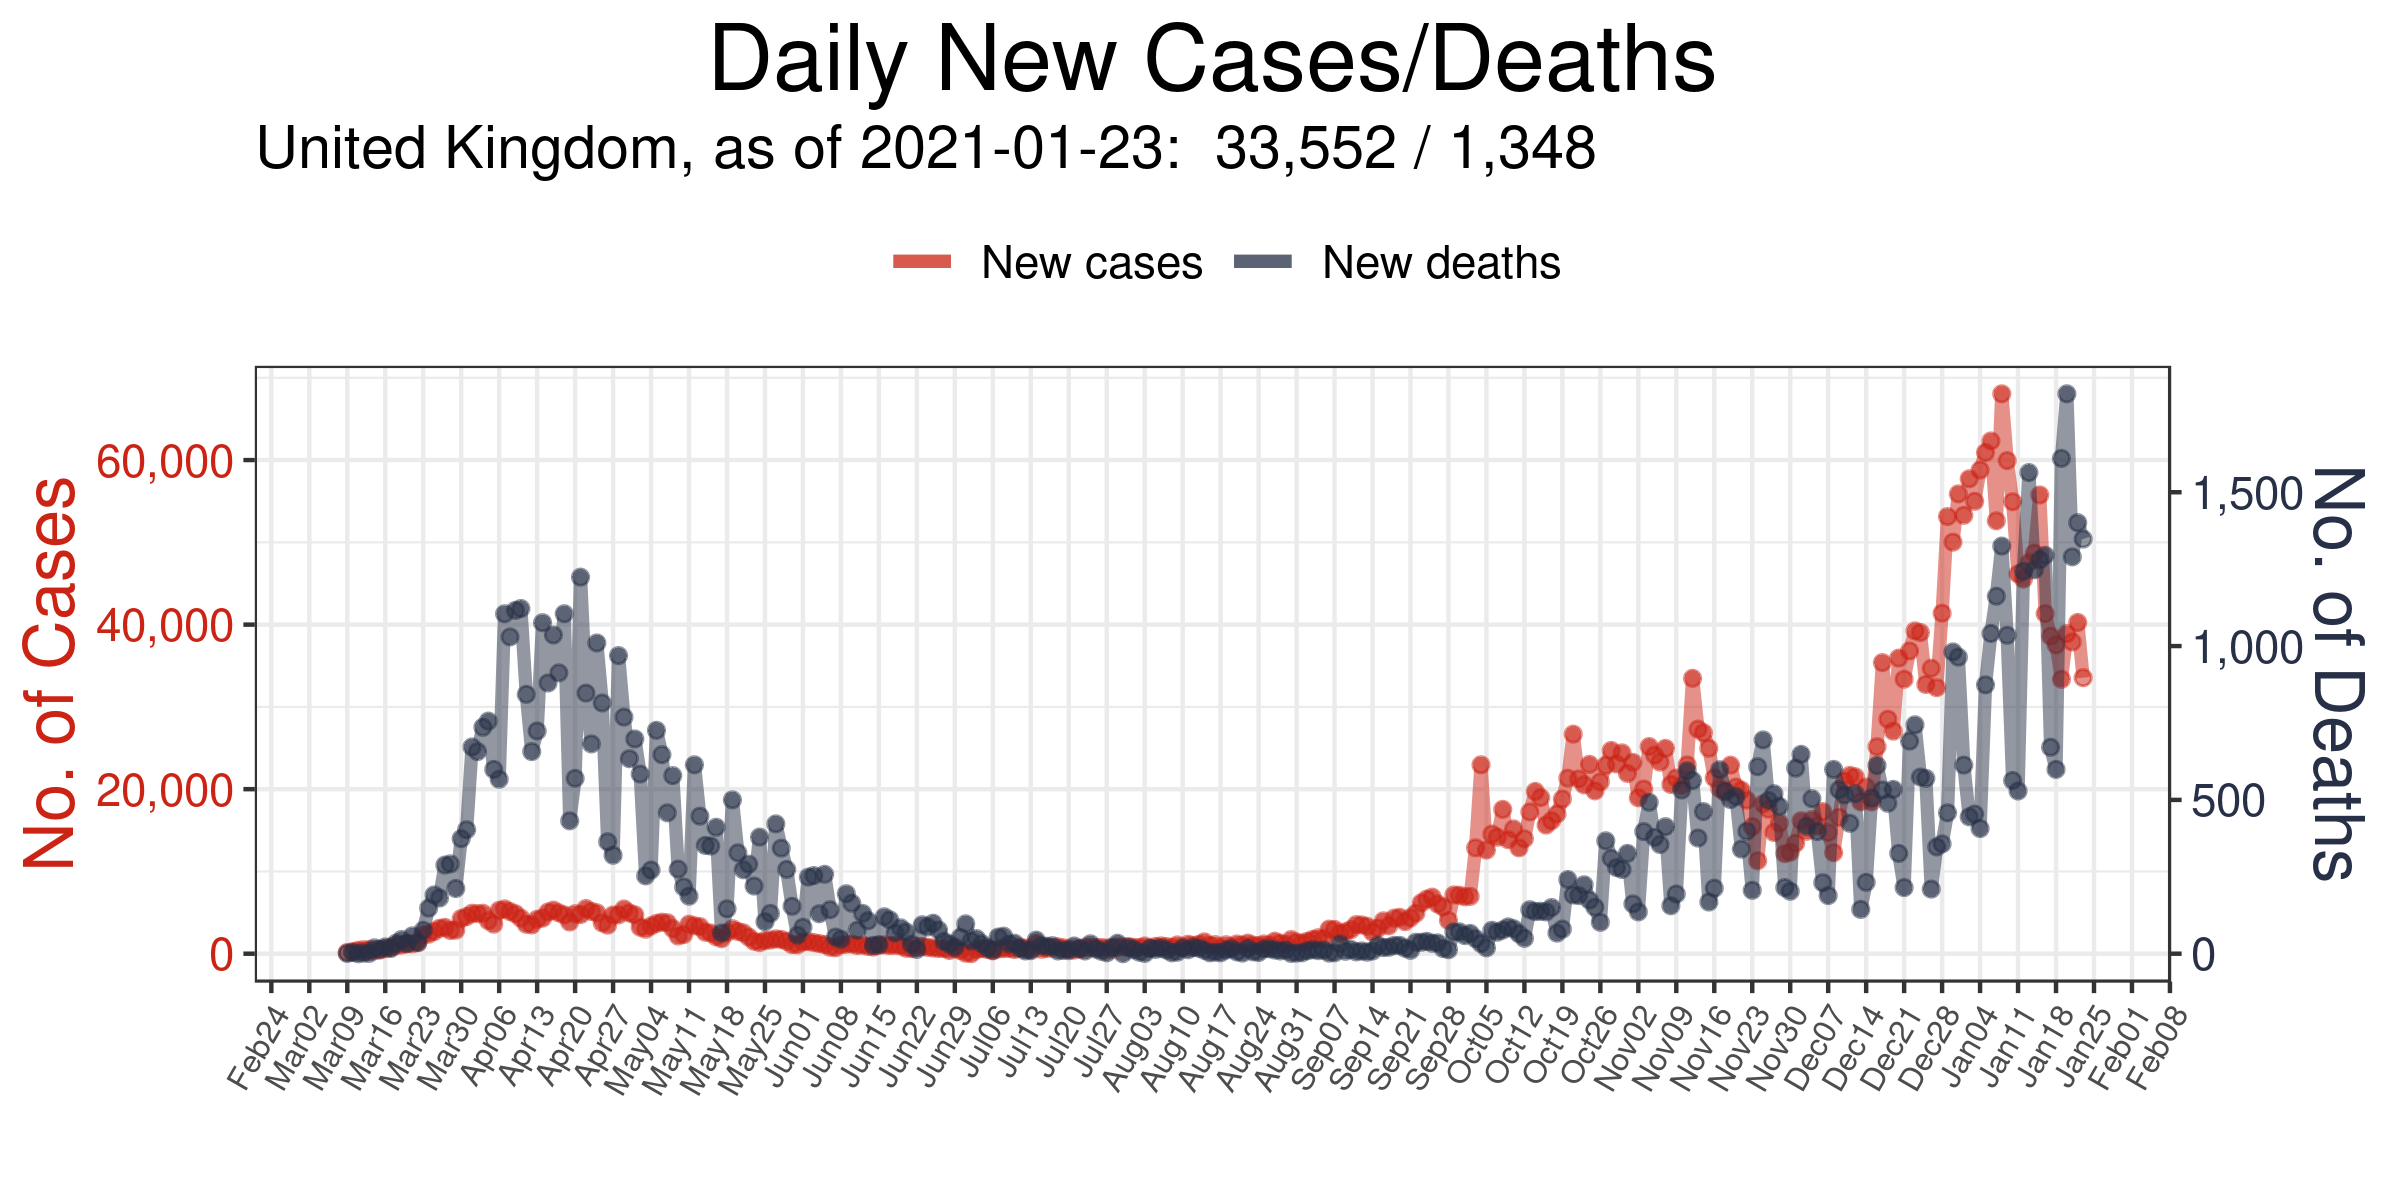 Daily New Cases/Deaths
United Kingdom, as of 2021-01-23: 33,552 / 1,348
New cases
New deaths
No. of Cases
60,000
40,000
20,000
0
1,500
1,000
500
0
No. of Deaths
Feb24
Mar02
Mar09
Mar16
Mar23
Mar30
Apr06
Apr13
Apr20
Apr27
May04
May11
May18
May25
Jun01
Jun08
Jun15
Jun22
Jun29
Jul06
Jul13
Jul20
Jul27
Aug03
Aug10
Aug17
Aug24
Aug31
Sep07
Sep14
Sep21
Sep28
Oct05
Oct12
Oct19
Oct26
Nov02
Nov09
Nov16
Nov23
Nov30
Dec07
Dec14
Dec21
Dec28
Jan04
Jan11
Jan18
Jan25
Feb01
Feb08